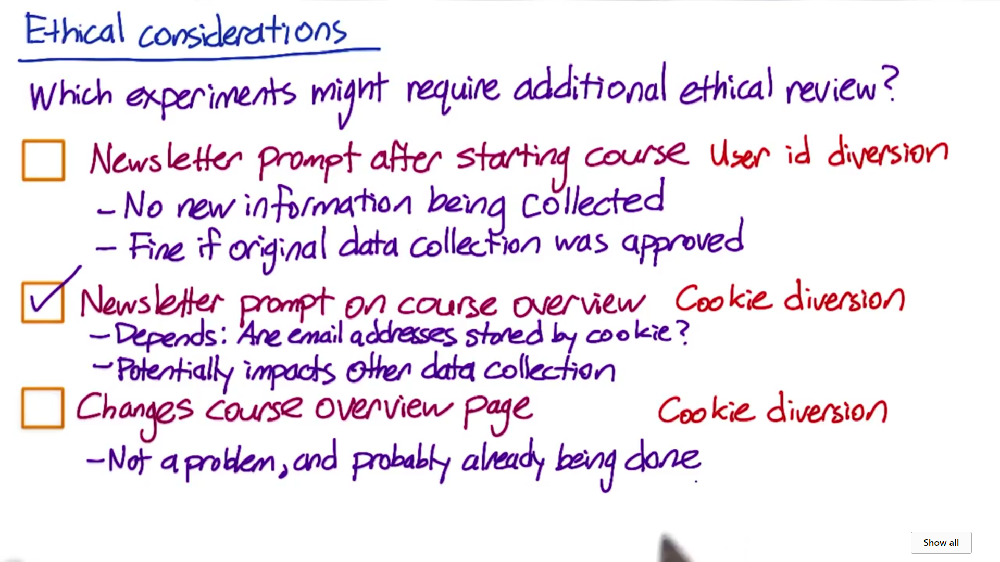 Ethical considerations
Which experiments might require additional ethical review?
Newsletter prompt after starting course User id diversion
- No new information being collected
- Fine if original data collection was approved
Newsletter prompt on course overview Cookie diversion
- Depends: Are email addresses stored by cookie?
- Potentially impacts other data collection
Changes course overview page Cookie diversion
- Not a problem, and probably already being done
Show all